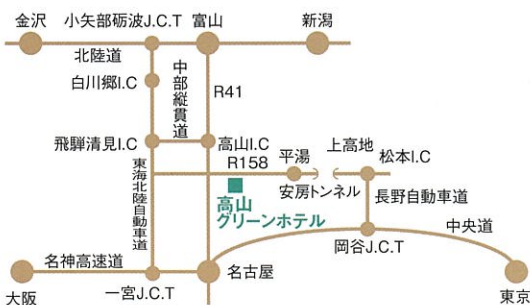 金沢
小矢部砺波J.C.T
富山
新潟
北陸道
白川郷I.C
中部縦貫道
R41
飛騨清見I.C
高山I.C
R158
平湯
上高地
松本I.C
東海北陸自動車道
高山
グリーンホテル
安房トンネル
長野自動車道
岡谷J.C.T
中央道
名神高速道
大阪
一宮J.C.T
名古屋
東京